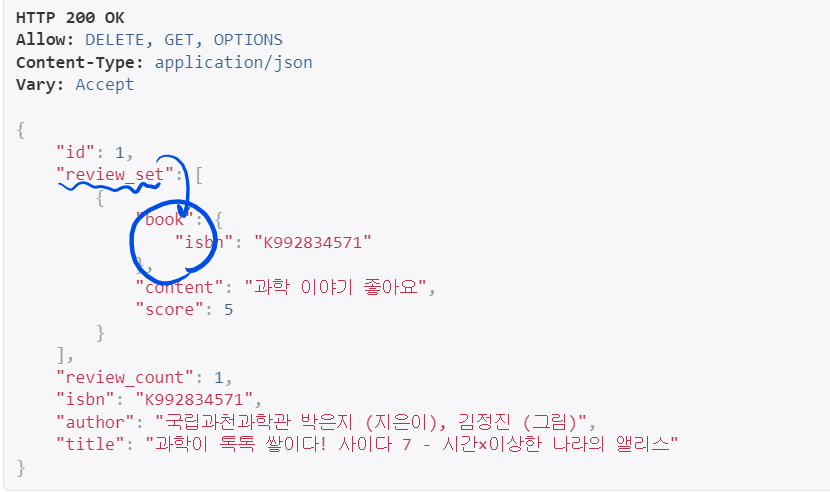 HTTP 200 OK
Allow: DELETE, GET, OPTIONS
Content-Type: application/json
Vary: Accept
{
"id": 1,
"review_set": [
{
"book": {
"isbn": "K992834571"
},
"content": "과학 이야기 좋아요",
"score": 5
}
],
"review_count": 1,
"isbn": "K992834571",
"author": "국립과천과학관 박은지 (지은이), 김정진 (그림)",
"title": "과학이 톡톡 쌓이다! 사이다 7 - 시간×이상한 나라의 앨리스"
}